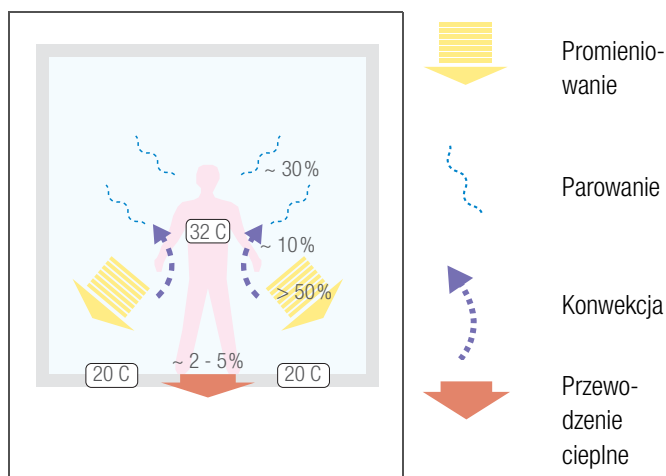 ~ 30 %
32 C
~ 10 %
> 50 %
~ 2 - 5%
20 C
20 C
Promienio-
wanie
Parowanie
Konwekcja
Przewo-
dzenie
cieplne